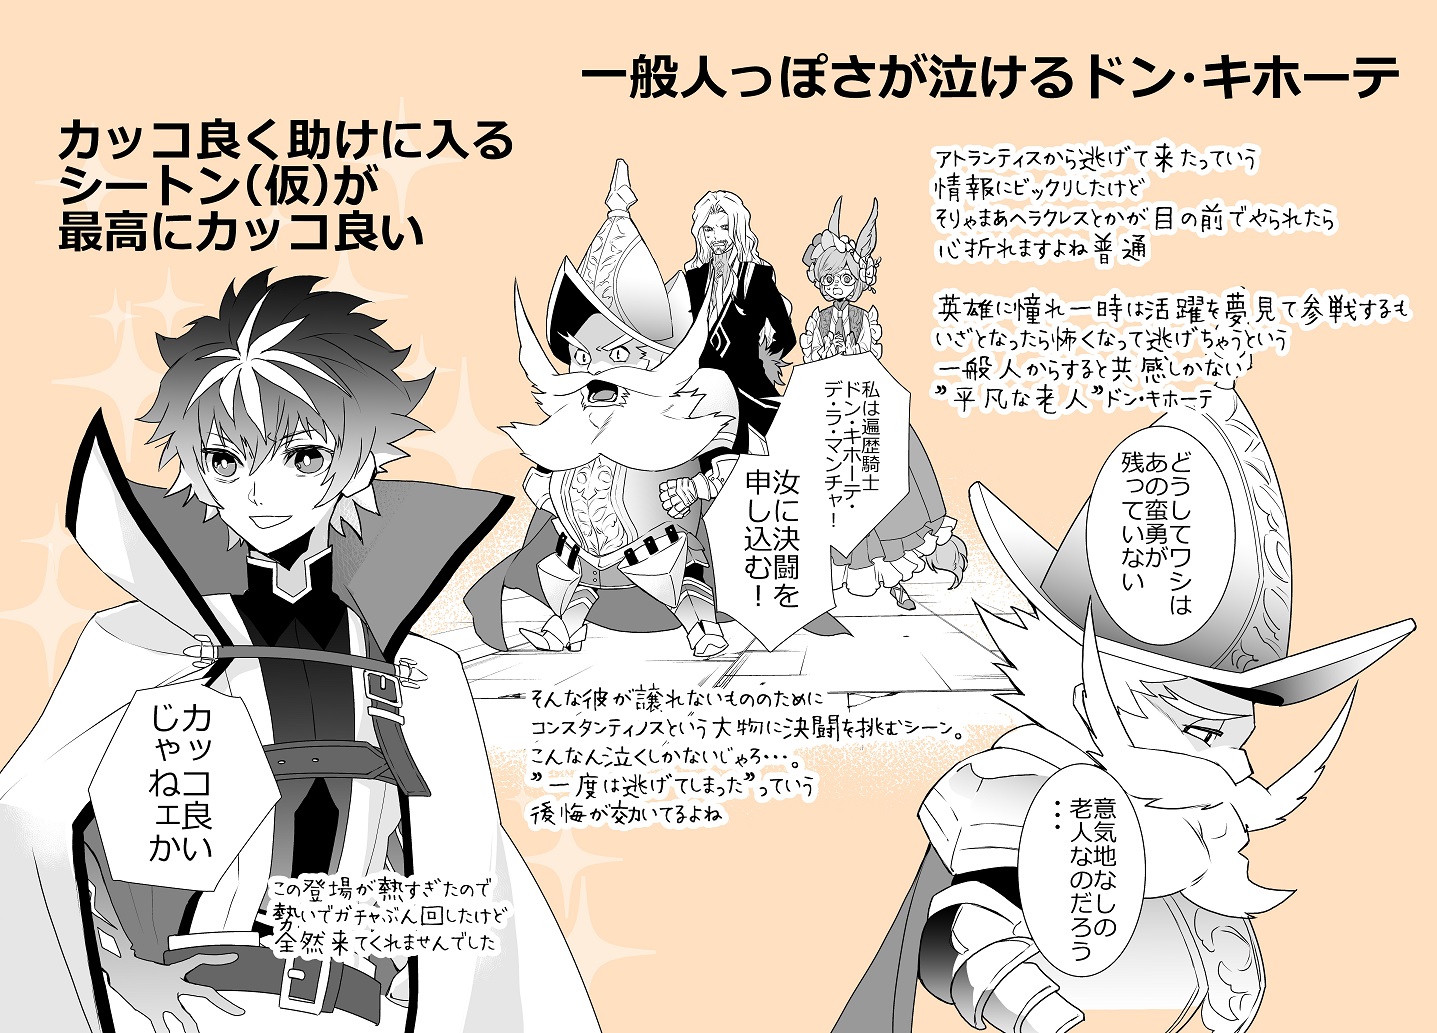 一般人っぽさが泣けるドン・キホーテ
アトランティスから逃げて来たっていう
情報にビックリしたけど
そりゃまあヘラクレスとかが目の前でやられたら
心折れますよね普通
英雄に憧れ一時は活躍を夢見て参戦するも
いざとなったら怖くなって逃げちゃうという
一般人からすると共感しかない
”平凡な老人”ドン・キホーテ
どうしてワシは
あの蛮勇が
残っていない
意気地なしの
老人なのだろう
・・・
私は遍歴騎士
ドン・キホーテ・
デ・ラ・マンチャ！
汝に決闘を
申し込む！
そんな彼が譲れないもののために
コンスタンティノスという大物に決闘を挑むシーン。
こんなん泣くしかないじゃろ・・・。
”一度は逃げてしまった”っていう
後悔が効いてるよね
カッコ良く助けに入る
シートン（仮）が
最高にカッコ良い
カッコ良い
じゃねェか
この登場が熱すぎたので
勢いでガチャぶん回したけど
全然来てくれませんでした